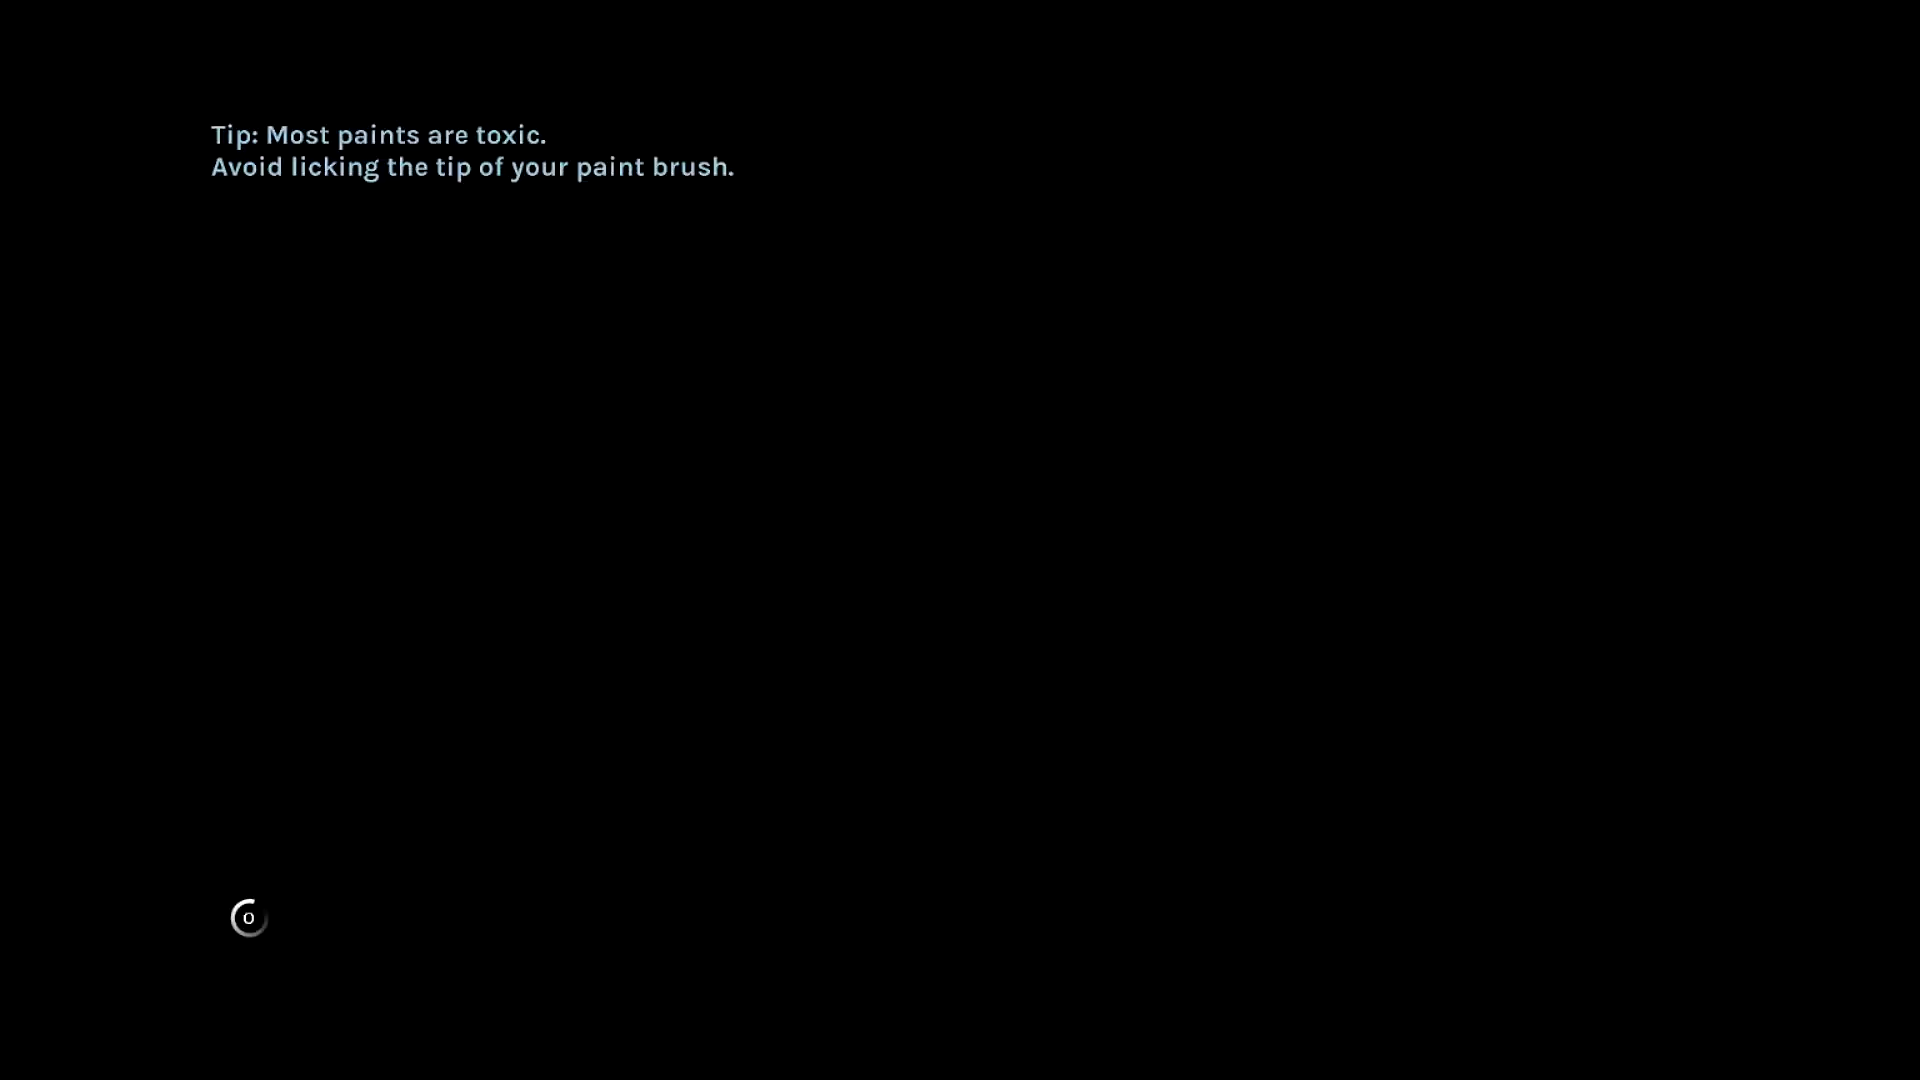 Tip: Most paints are toxic.
Avoid licking the tip of your paint brush.
0